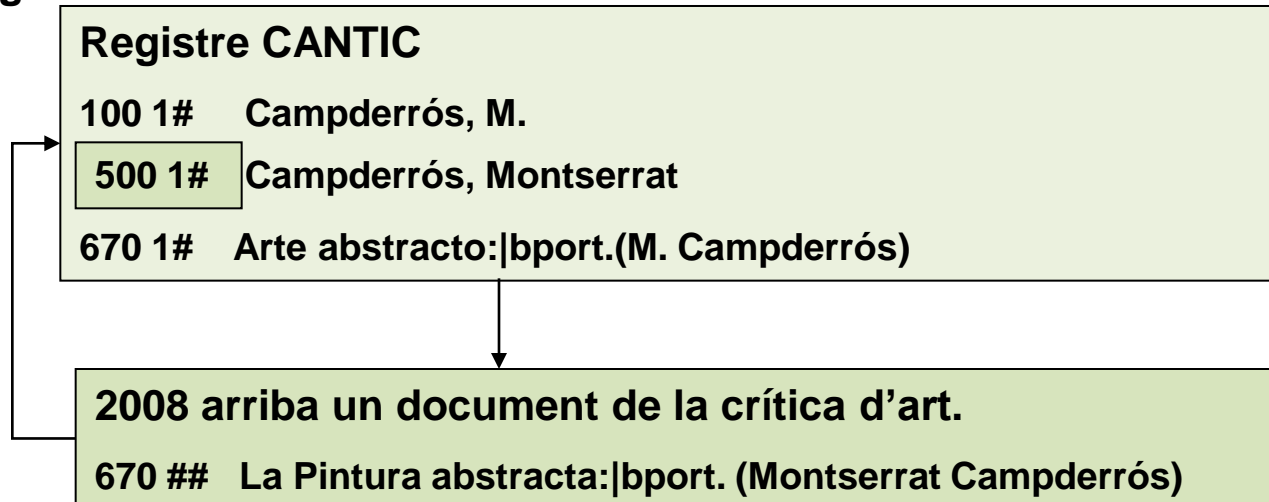 Registre CANTIC
100 1# Campderrós, M.
500 1# Campderrós, Montserrat
670 1# Arte abstracto:|bport.(M. Campderrós)
2008 arriba un document de la crítica d’art.
670 ## La Pintura abstracta:|bport. (Montserrat Campderrós)